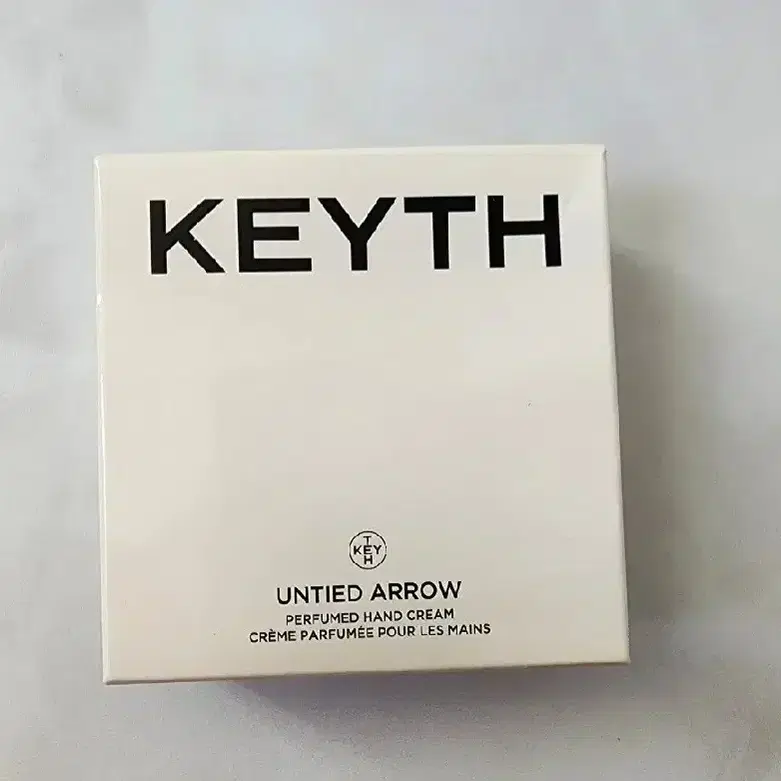 KEYTH
T
KEY
H
UNTIED ARROW
PERFUMED HAND CREAM
CRÈME PARFUMÉE POUR LES MAINS